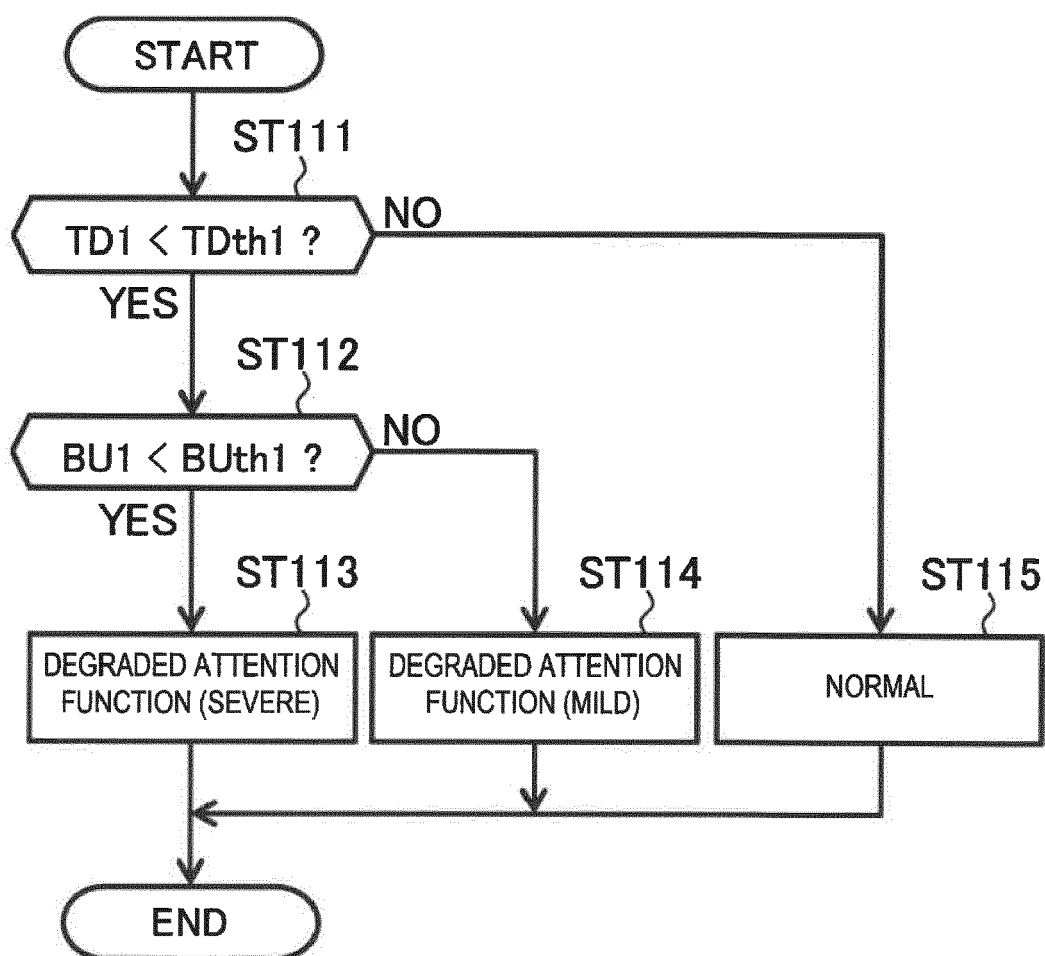 START
ST111
TD1 < TDth1 ?
NO
YES
ST112
BU1 < BUth1 ?
NO
YES
ST113
ST114
ST115
DEGRADED ATTENTION
FUNCTION (SEVERE)
DEGRADED ATTENTION
FUNCTION (MILD)
NORMAL
END